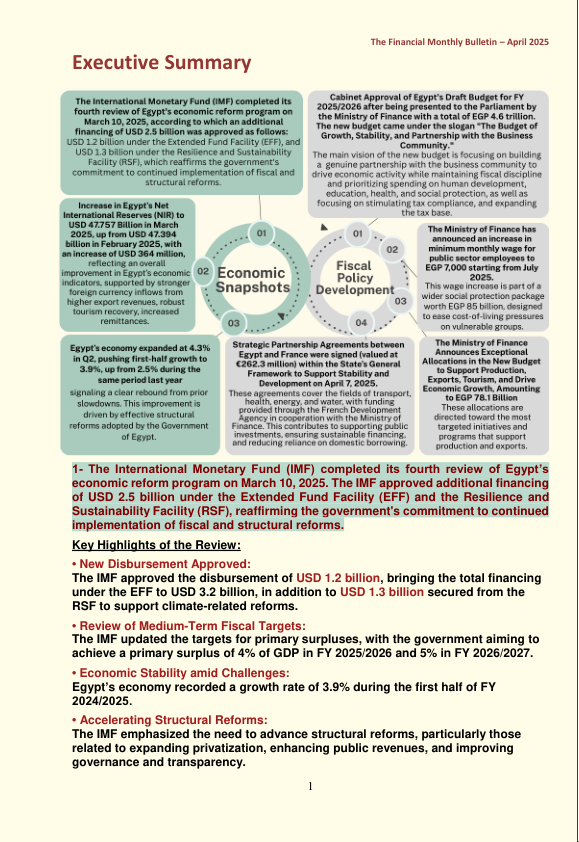 The Financial Monthly Bulletin – April 2025
Executive Summary
The International Monetary Fund (IMF) completed its
fourth review of Egypt's economic reform program on
March 10, 2025, according to which an additional
financing of USD 2.5 billion was approved as follows:
USD 1.2 billion under the Extended Fund Facility (EFF), and
USD 1.3 billion under the Resilience and Sustainability
Facility (RSF), which reaffirms the government's
commitment to continued implementation of fiscal and
structural reforms.
Cabinet Approval of Egypt's Draft Budget for FY
2025/2026 after being presented to the Parliament by
the Ministry of Finance with a total of EGP 4.6 trillion.
The new budget came under the slogan "The Budget of
Growth, Stability, and Partnership with the Business
Community."
The main vision of the new budget is focusing on building
a genuine partnership with the business community to
drive economic activity while maintaining fiscal discipline
and prioritizing spending on human development,
education, health, and social protection, as well as
focusing on stimulating tax compliance, and expanding
the tax base.
Increase in Egypt's Net
International Reserves (NIR) to
USD 47.757 Billion in March
2025, up from USD 47.394
billion in February 2025, with
an increase of USD 364 million,
reflecting an overall
improvement in Egypt's economic
indicators, supported by stronger
foreign currency inflows from
higher export revenues, robust
tourism recovery, and increased
remittances.
01
02
03
Economic
Snapshots
01
02
03
04
Fiscal
Policy
Development
The Ministry of Finance has
announced an increase in
minimum monthly wage for
public sector employees to
EGP 7,000 starting from July
2025.
This wage increase is part of a
wider social protection package
worth EGP 85 billion, designed
to ease cost-of-living pressures
on vulnerable groups.
Egypt's economy expanded at 4.3%
in Q2, pushing first-half growth to
3.9%, up from 2.5% during the
same period last year
signaling a clear rebound from prior
slowdowns. This improvement is
driven by effective structural
reforms adopted by the Government
of Egypt.
Strategic Partnership Agreements between
Egypt and France were signed (valued at
€262.3 million) within the State's General
Framework to Support Stability and
Development on April 7, 2025.
These agreements cover the fields of transport,
health, energy, and water, with funding
provided through the French Development
Agency in cooperation with the Ministry of
Finance. This contributes to supporting public
investments, ensuring sustainable financing,
and reducing reliance on domestic borrowing.
The Ministry of Finance
Announces Exceptional
Allocations in the New Budget
to Support Production,
Exports, Tourism, and Drive
Economic Growth, Amounting
to EGP 78.1 Billion
These allocations are
directed toward the most
targeted initiatives and
programs that support
production and exports.
1- The International Monetary Fund (IMF) completed its fourth review of Egypt's
economic reform program on March 10, 2025. The IMF approved additional financing
of USD 2.5 billion under the Extended Fund Facility (EFF) and the Resilience and
Sustainability Facility (RSF), reaffirming the government's commitment to continued
implementation of fiscal and structural reforms.
Key Highlights of the Review:
• New Disbursement Approved:
The IMF approved the disbursement of USD 1.2 billion, bringing the total financing
under the EFF to USD 3.2 billion, in addition to USD 1.3 billion secured from the
RSF to support climate-related reforms.
• Review of Medium-Term Fiscal Targets:
The IMF updated the targets for primary surpluses, with the government aiming to
achieve a primary surplus of 4% of GDP in FY 2025/2026 and 5% in FY 2026/2027.
• Economic Stability amid Challenges:
Egypt's economy recorded a growth rate of 3.9% during the first half of FY
2024/2025.
• Accelerating Structural Reforms:
The IMF emphasized the need to advance structural reforms, particularly those
related to expanding privatization, enhancing public revenues, and improving
governance and transparency.
1